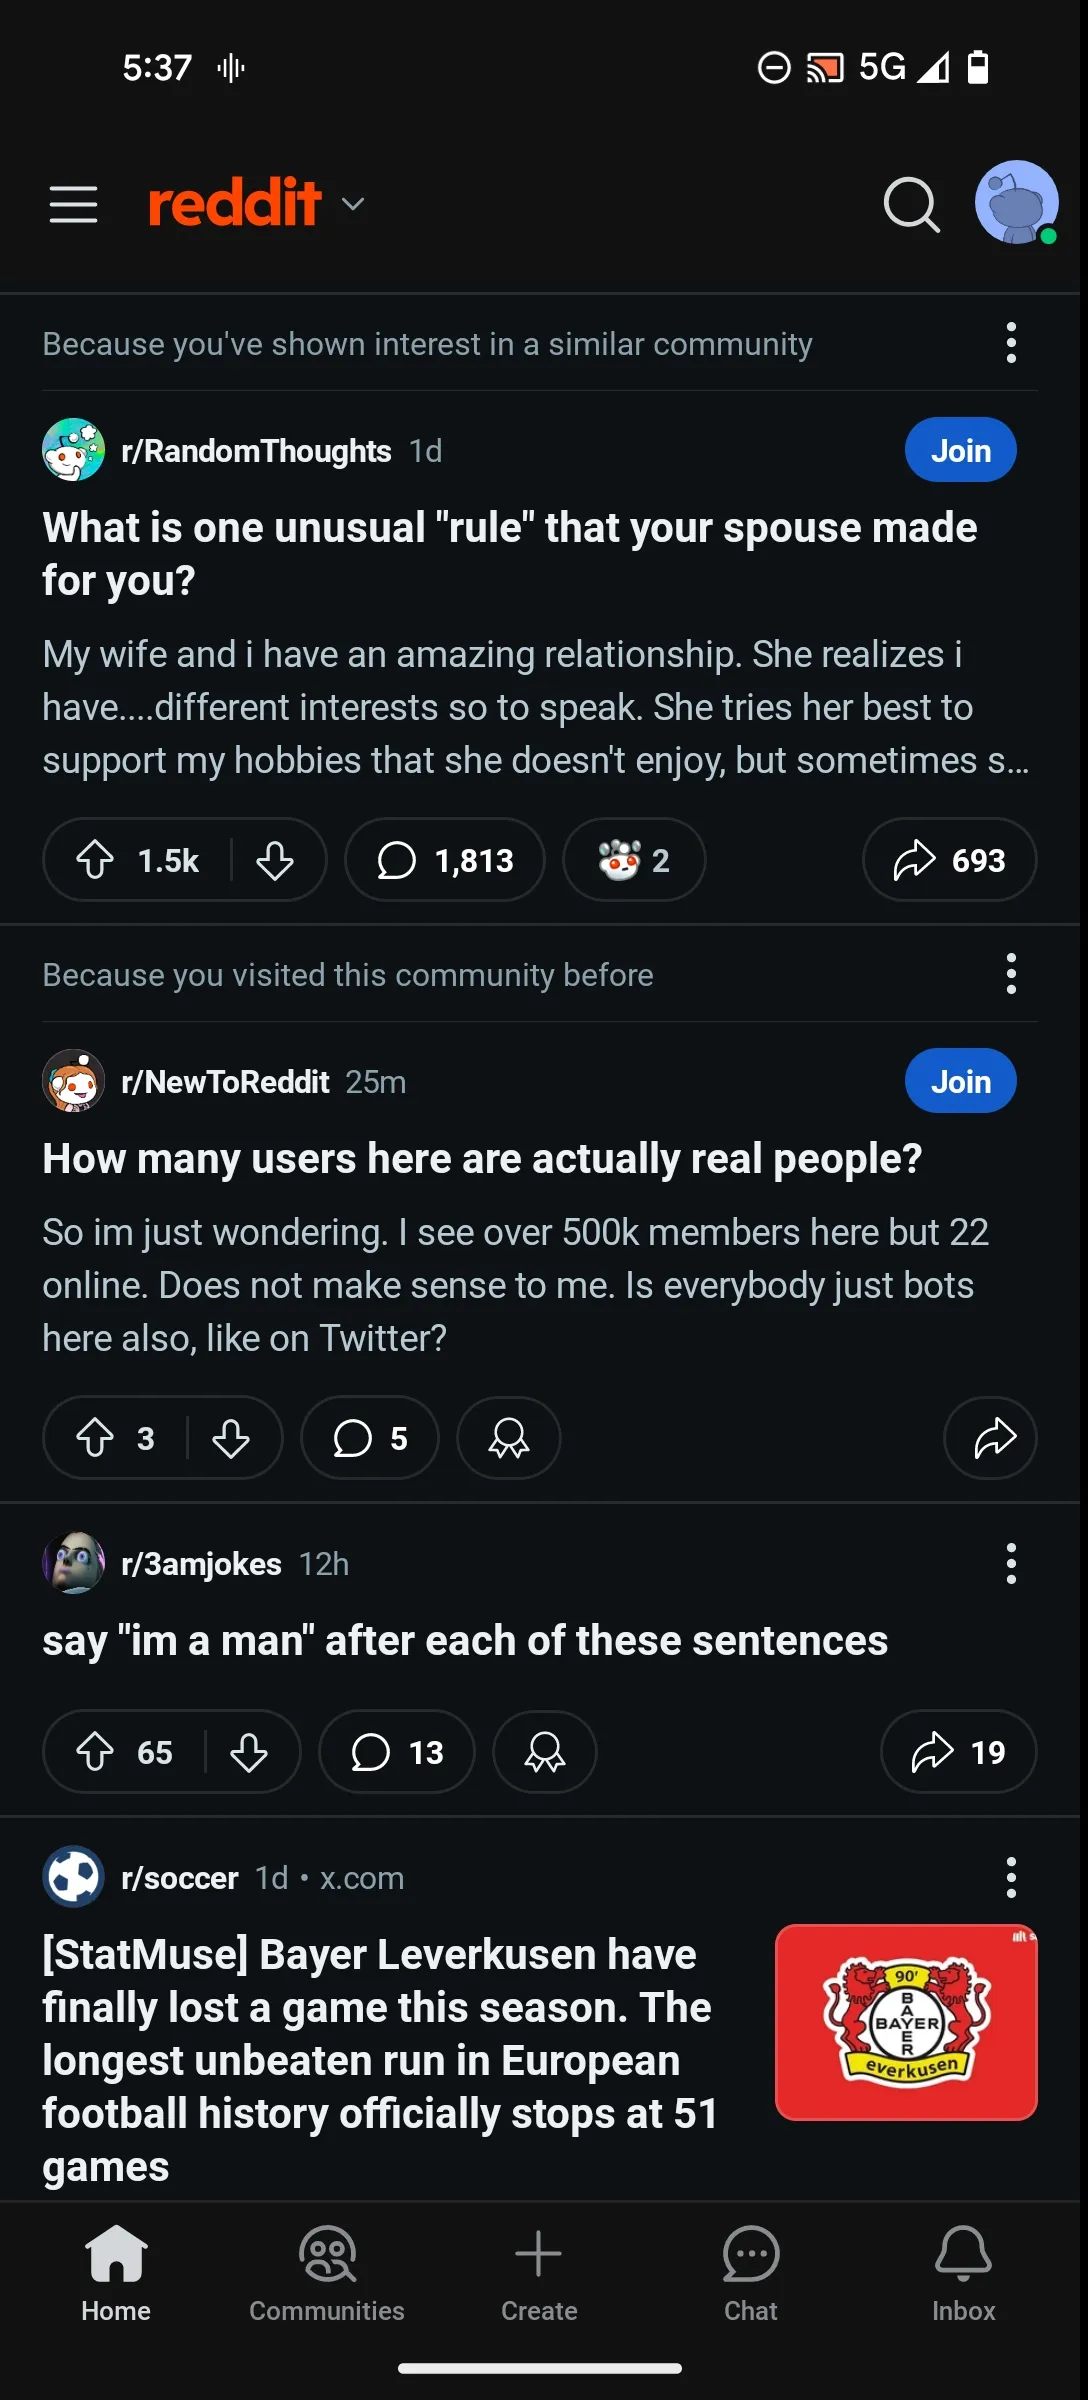 5:37
5G
reddit
Because you've shown interest in a similar community
r/RandomThoughts 1d
Join
What is one unusual "rule" that your spouse made
for you?
My wife and i have an amazing relationship. She realizes i
have....different interests so to speak. She tries her best to
support my hobbies that she doesn't enjoy, but sometimes s…
1.5k
1,813
2
693
Because you visited this community before
r/NewToReddit 25m
Join
How many users here are actually real people?
So im just wondering. I see over 500k members here but 22
online. Does not make sense to me. Is everybody just bots
here also, like on Twitter?
3
5
r/3amjokes 12h
say "im a man" after each of these sentences
65
13
19
r/soccer 1d • x.com
[StatMuse] Bayer Leverkusen have
finally lost a game this season. The
longest unbeaten run in European
football history officially stops at 51
games
90'
BAYER
BAYER
everkusen
Home
Communities
Create
Chat
Inbox